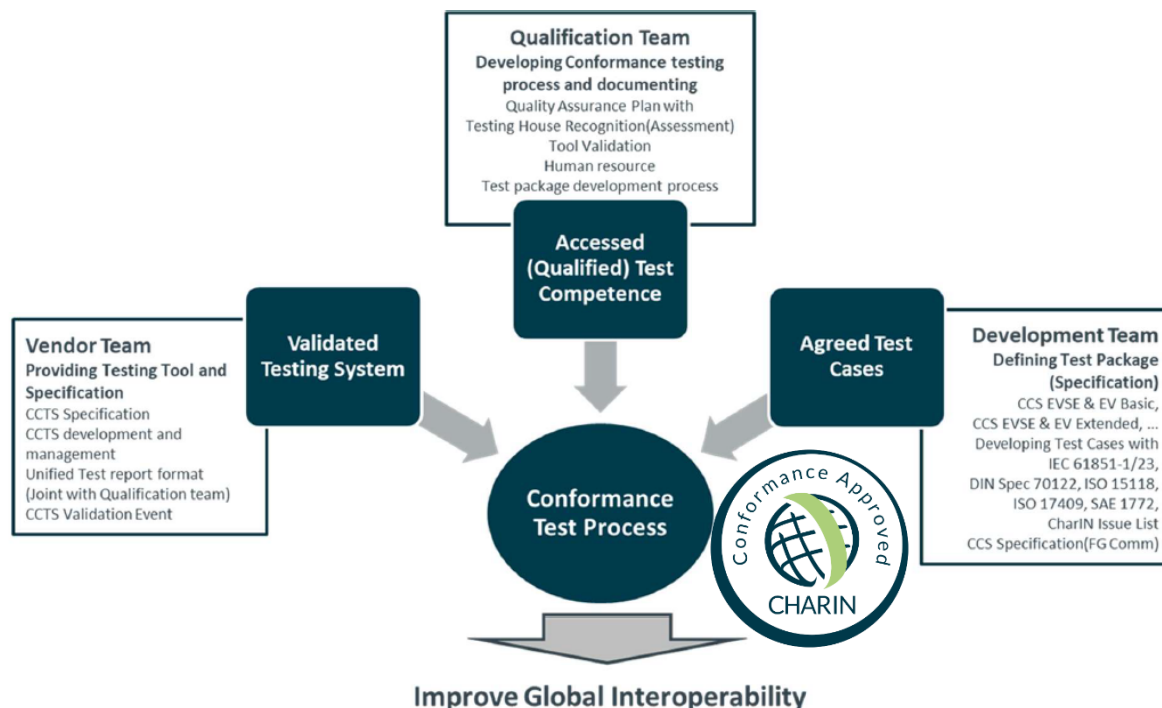 Qualification Team
Developing Conformance testing
process and documenting
Quality Assurance Plan with
Testing House Recognition(Assessment)
Tool Validation
Human resource
Test package development process
Accessed
(Qualified) Test
Competence
Vendor Team
Providing Testing Tool and
Specification
CCTS Specification
CCTS development and
management
Unified Test report format
(Joint with Qualification team)
CCTS Validation Event
Validated
Testing System
Agreed Test
Cases
Development Team
Defining Test Package
(Specification)
CCS EVSE & EV Basic,
CCS EVSE & EV Extended, ...
Developing Test Cases with
IEC 61851-1/23,
DIN Spec 70122, ISO 15118,
ISO 17409, SAE 1772,
CharIN Issue List
CCS Specification(FG Comm)
Conformance
Test Process
Conformance Approved
CHARIN
Improve Global Interoperability